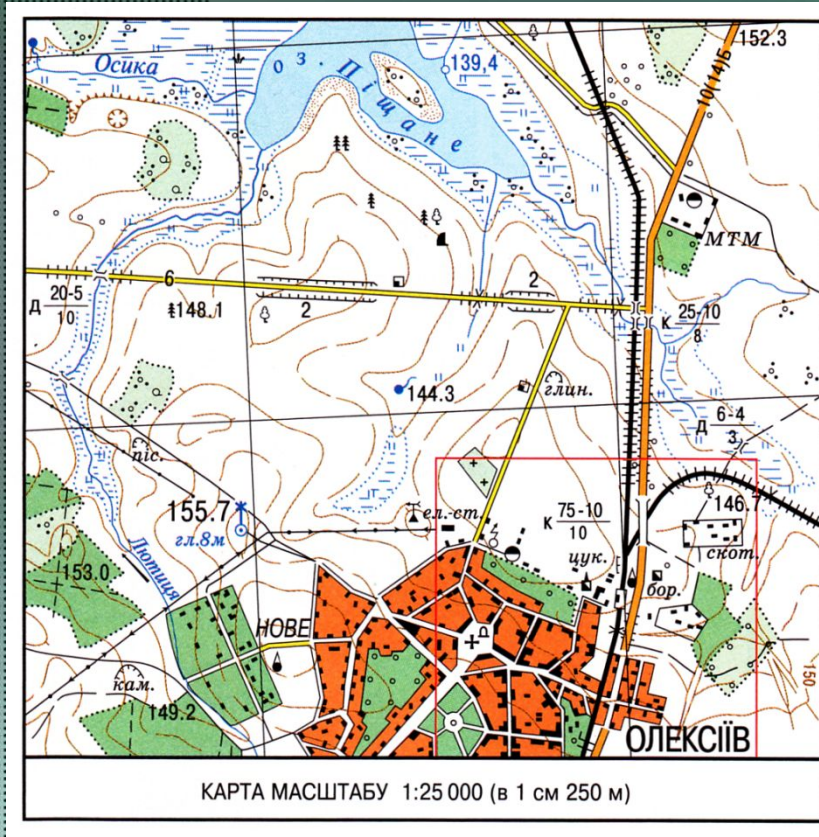 152.3
Осика
оз. Піщане
139,4
10(14)Б
МТМ
6
2
Д 20-5
10
148.1
2
К 25-10
8
144.3
глин.
Д 6-4
3
піс.
155.7
гл.8м
ел.-ст.
К 75-10
10
146.7
цук.
скот.
бор.
Лютиця
153.0
НОВЕ
кам.
149.2
150
ОЛЕКСІЇВ
КАРТА МАСШТАБУ 1:25 000 (в 1 см 250 м)